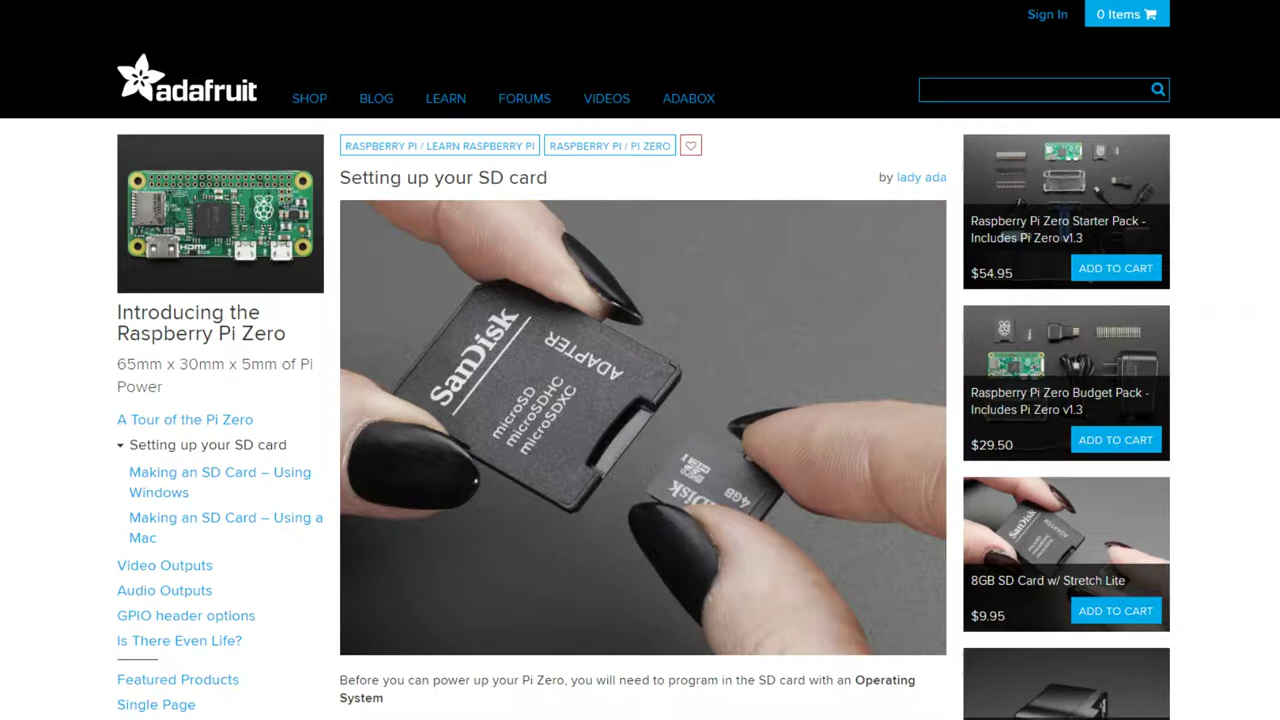 Sign In
0 Items
adafruit
SHOP
BLOG
LEARN
FORUMS
VIDEOS
ADABOX
HDMI
Introducing the
Raspberry Pi Zero
65mm x 30mm x 5mm of Pi
Power
A Tour of the Pi Zero
Setting up your SD card
Making an SD Card – Using
Windows
Making an SD Card – Using a
Mac
Video Outputs
Audio Outputs
GPIO header options
Is There Even Life?
Featured Products
Single Page
RASPBERRY PI / LEARN RASPBERRY PI
RASPBERRY PI / PI ZERO
Setting up your SD card
by lady ada
SanDisk
ADAPTER
microSD
microSDHC
microSDXC
SanDisk
4GB
Before you can power up your Pi Zero, you will need to program in the SD card with an Operating
System
Raspberry Pi Zero Starter Pack -
Includes Pi Zero v1.3
$54.95
ADD TO CART
Raspberry Pi Zero Budget Pack -
Includes Pi Zero v1.3
$29.50
ADD TO CART
SanDisk
8GB SD Card w/ Stretch Lite
$9.95
ADD TO CART